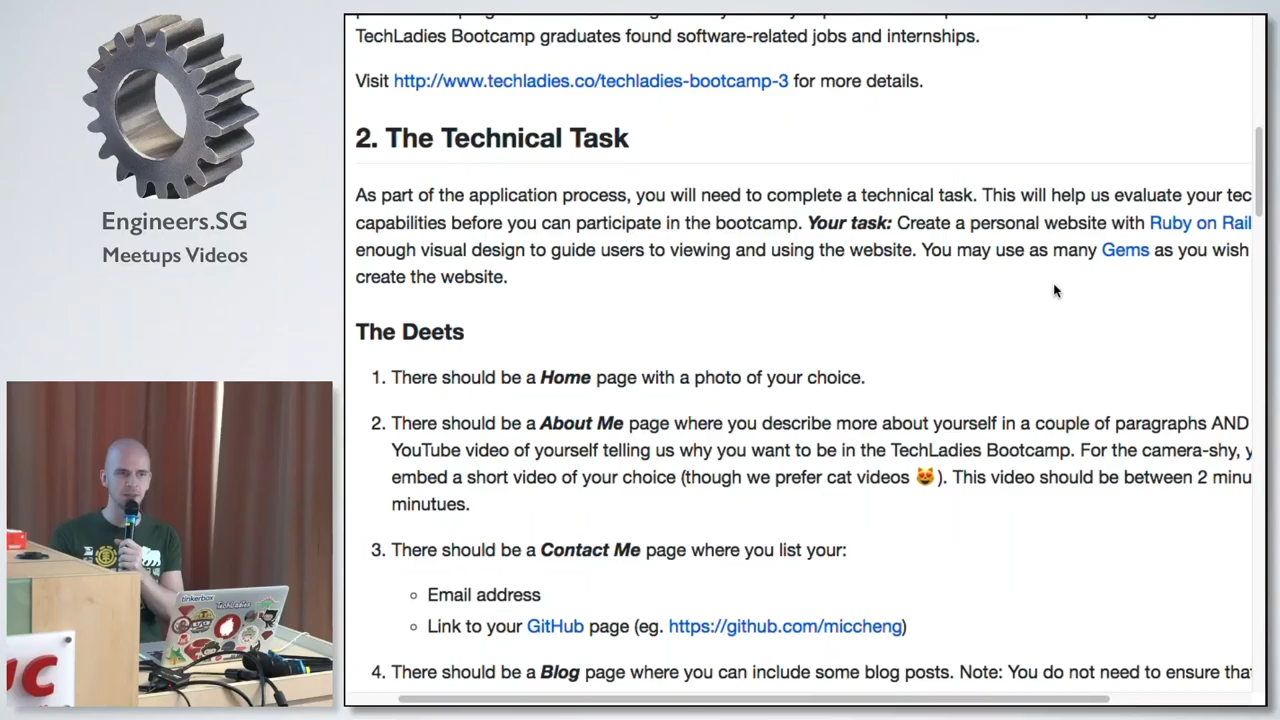 TechLadies Bootcamp graduates found software-related jobs and internships.
Visit http://www.techladies.co/techladies-bootcamp-3 for more details.
2. The Technical Task
As part of the application process, you will need to complete a technical task. This will help us evaluate your tec
capabilities before you can participate in the bootcamp. Your task: Create a personal website with Ruby on Rail
enough visual design to guide users to viewing and using the website. You may use as many Gems as you wish
create the website.
The Deets
1. There should be a Home page with a photo of your choice.
2. There should be a About Me page where you describe more about yourself in a couple of paragraphs AND
YouTube video of yourself telling us why you want to be in the TechLadies Bootcamp. For the camera-shy, y
embed a short video of your choice (though we prefer cat videos 😻). This video should be between 2 minu
minutues.
3. There should be a Contact Me page where you list your:
Email address
Link to your GitHub page (eg. https://github.com/miccheng)
4. There should be a Blog page where you can include some blog posts. Note: You do not need to ensure that
Engineers.SG
Meetups Videos
element
tinkerbox
TechLadies
UC